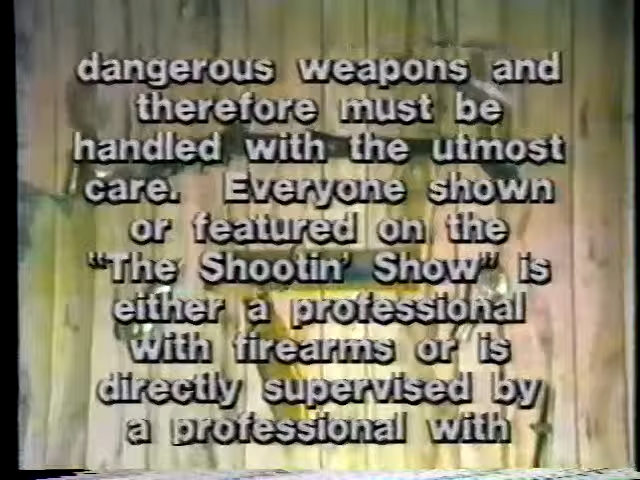 dangerous weapons and
therefore must be
handled with the utmost
care. Everyone shown
or featured on the
"The Shootin' Show" is
either a professional
with firearms or is
directly supervised by
a professional with